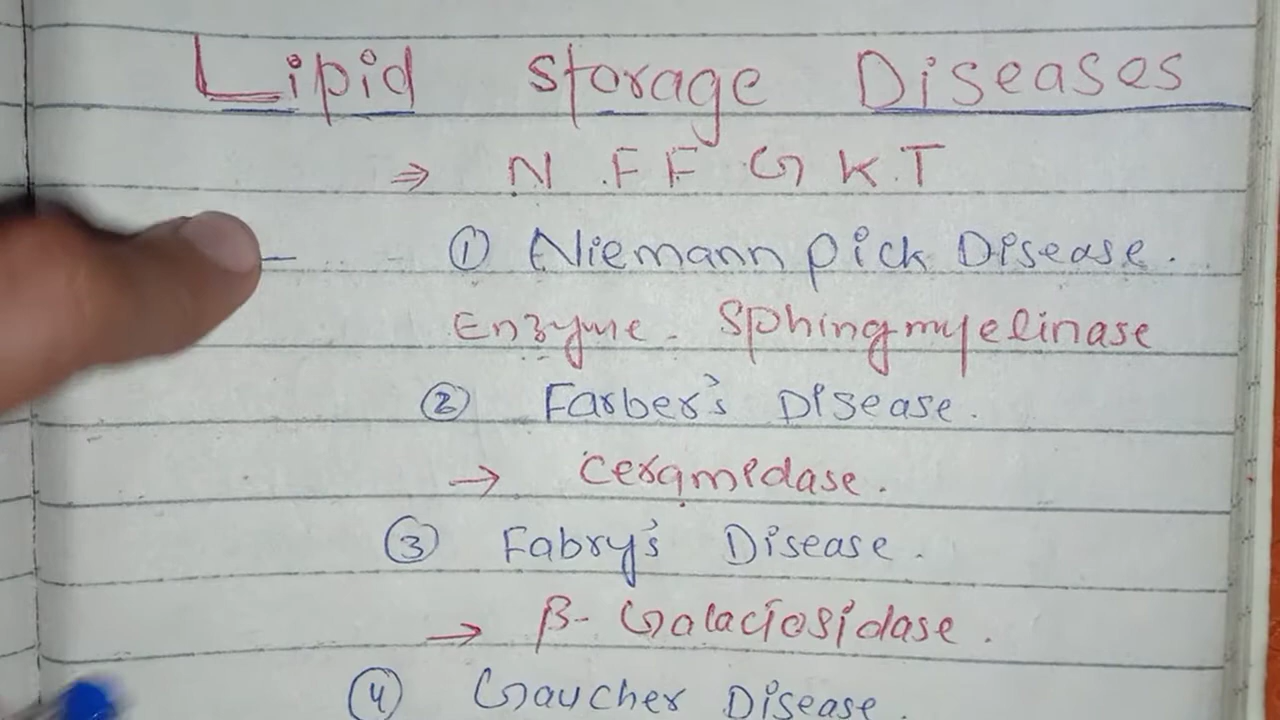 Lipid storage Diseases
⇒ N.FF G K.T
① Niemann pick Disease.
Enzyme - Sphingmyelinase
② Farber's Disease.
→ ceramidase.
③ Fabry's Disease.
→ β- Galactosidase.
④ Gaucher Disease.